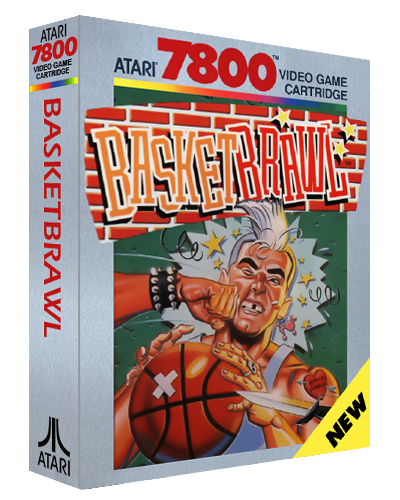 ATARI
7800
VIDEO GAME
CARTRIDGE
BASKETBRAWL
ATARI
ATARI 7800™ VIDEO GAME
CARTRIDGE
BASKETBRAWL
NEW